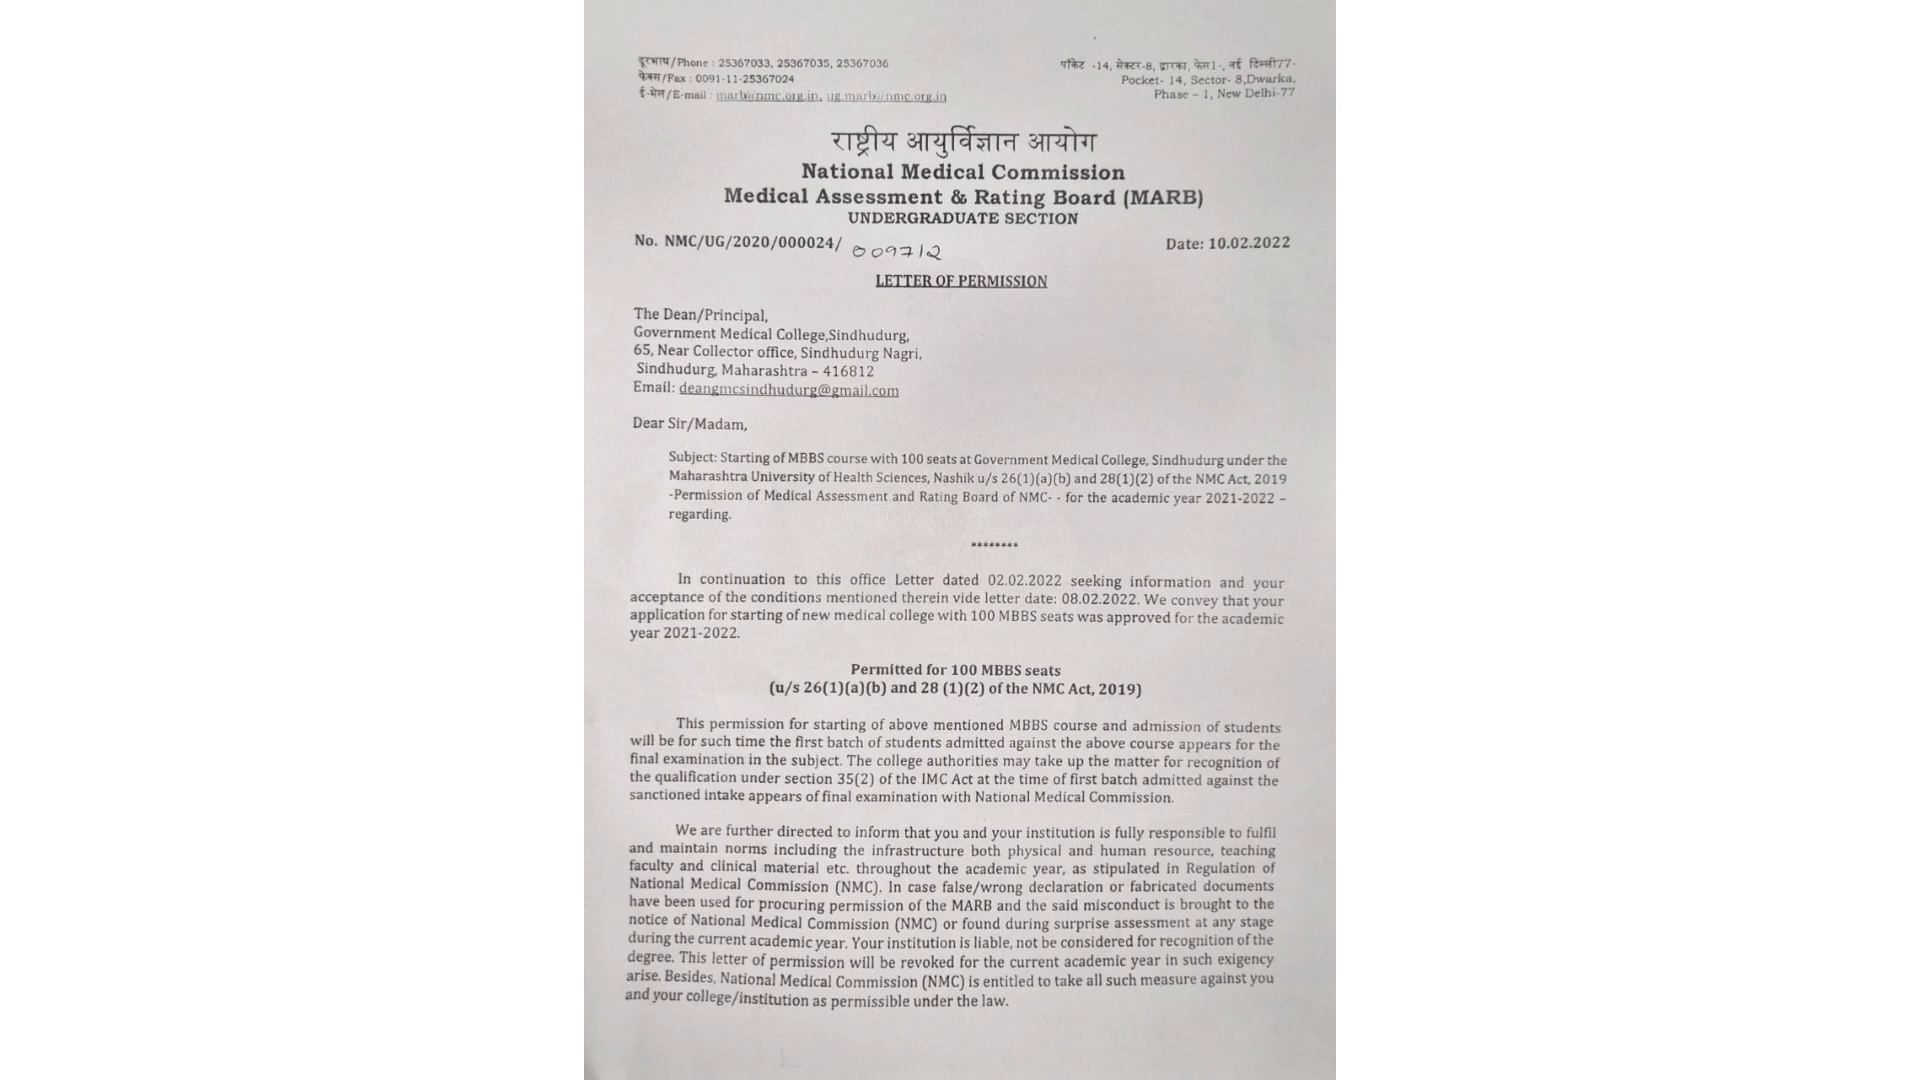 दूरभाष/Phone : 25367033, 25367035, 25367036
फेक्स/Fax : 0091-11-25367024
ई-मेल/E-mail : marb@nmc.org.in, ug.marb@nmc.org.in
पॉकेट -14, सेक्टर-8, द्वारका, फेस1-, नई दिल्ली77-
Pocket- 14, Sector- 8,Dwarka,
Phase – 1, New Delhi-77
राष्ट्रीय आयुर्विज्ञान आयोग
National Medical Commission
Medical Assessment & Rating Board (MARB)
UNDERGRADUATE SECTION
No. NMC/UG/2020/000024/ 009712
Date: 10.02.2022
LETTER OF PERMISSION
The Dean/Principal,
Government Medical College,Sindhudurg,
65, Near Collector office, Sindhudurg Nagri,
Sindhudurg, Maharashtra – 416812
Email: deangmcsindhudurg@gmail.com
Dear Sir/Madam,
Subject: Starting of MBBS course with 100 seats at Government Medical College, Sindhudurg under the
Maharashtra University of Health Sciences, Nashik u/s 26(1)(a)(b) and 28(1)(2) of the NMC Act, 2019
-Permission of Medical Assessment and Rating Board of NMC- - for the academic year 2021-2022 –
regarding.
********
In continuation to this office Letter dated 02.02.2022 seeking information and your
acceptance of the conditions mentioned therein vide letter date: 08.02.2022. We convey that your
application for starting of new medical college with 100 MBBS seats was approved for the academic
year 2021-2022.
Permitted for 100 MBBS seats
(u/s 26(1)(a)(b) and 28 (1)(2) of the NMC Act, 2019)
This permission for starting of above mentioned MBBS course and admission of students
will be for such time the first batch of students admitted against the above course appears for the
final examination in the subject. The college authorities may take up the matter for recognition of
the qualification under section 35(2) of the IMC Act at the time of first batch admitted against the
sanctioned intake appears of final examination with National Medical Commission.
We are further directed to inform that you and your institution is fully responsible to fulfil
and maintain norms including the infrastructure both physical and human resource, teaching
faculty and clinical material etc. throughout the academic year, as stipulated in Regulation of
National Medical Commission (NMC). In case false/wrong declaration or fabricated documents
have been used for procuring permission of the MARB and the said misconduct is brought to the
notice of National Medical Commission (NMC) or found during surprise assessment at any stage
during the current academic year. Your institution is liable, not be considered for recognition of the
degree. This letter of permission will be revoked for the current academic year in such exigency
arise. Besides, National Medical Commission (NMC) is entitled to take all such measure against you
and your college/institution as permissible under the law.